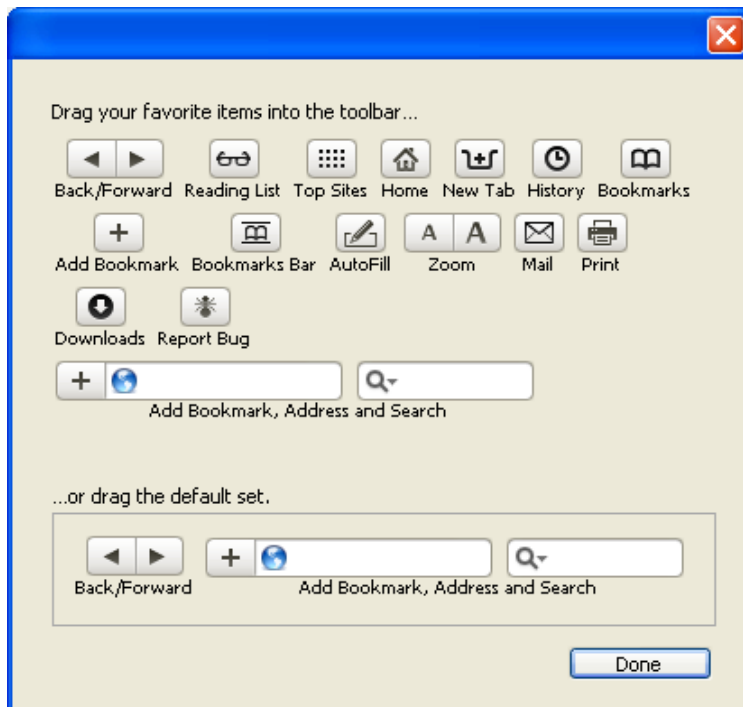 Drag your favorite items into the toolbar...
Back/Forward Reading List Top Sites Home New Tab History Bookmarks
A A
Add Bookmark Bookmarks Bar AutoFill Zoom Mail Print
Downloads Report Bug
Add Bookmark, Address and Search
...or drag the default set.
Back/Forward Add Bookmark, Address and Search
Done